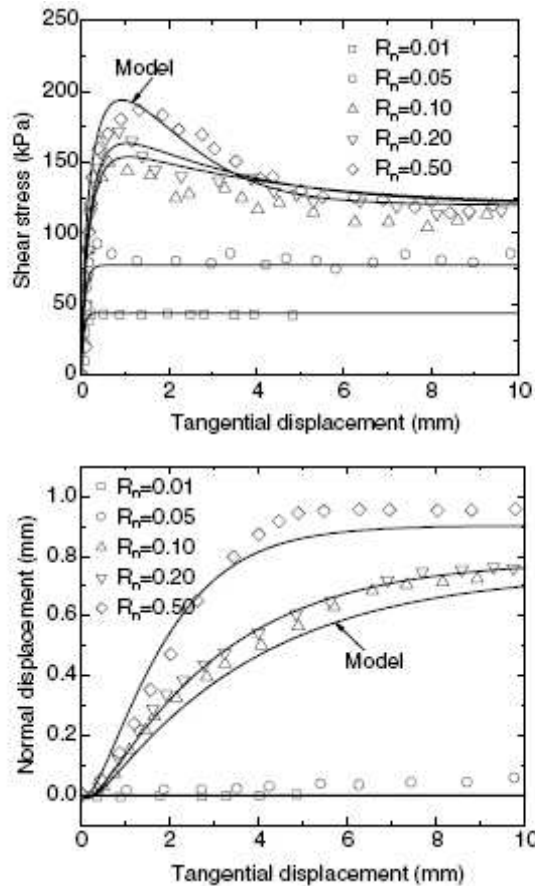 250
200
150
100
50
0
Shear stress (kPa)
Model
R_n=0.01
R_n=0.05
R_n=0.10
R_n=0.20
R_n=0.50
0 2 4 6 8 10
Tangential displacement (mm)
1.0
0.8
0.6
0.4
0.2
0.0
Normal displacement (mm)
R_n=0.01
R_n=0.05
R_n=0.10
R_n=0.20
R_n=0.50
Model
0 2 4 6 8 10
Tangential displacement (mm)